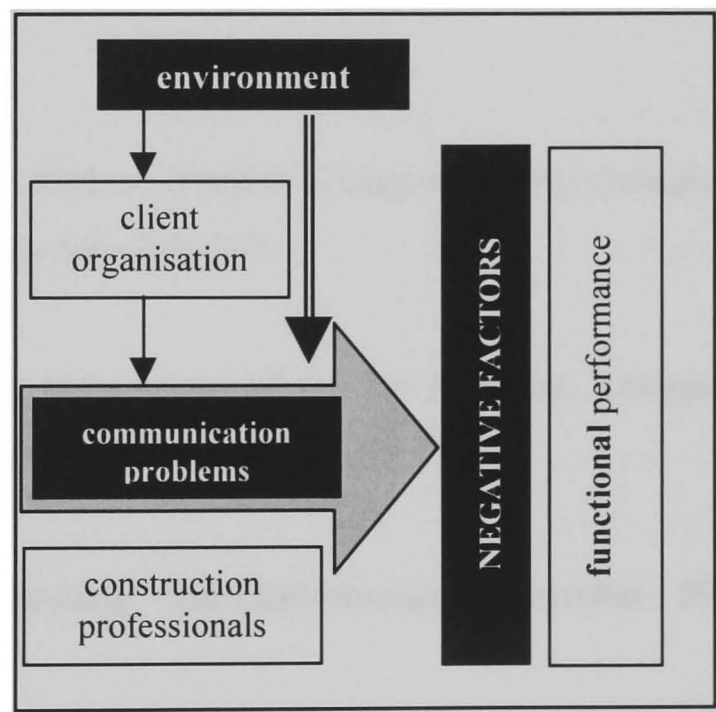 environment
client
organisation
communication
problems
construction
professionals
NEGATIVE FACTORS
functional performance